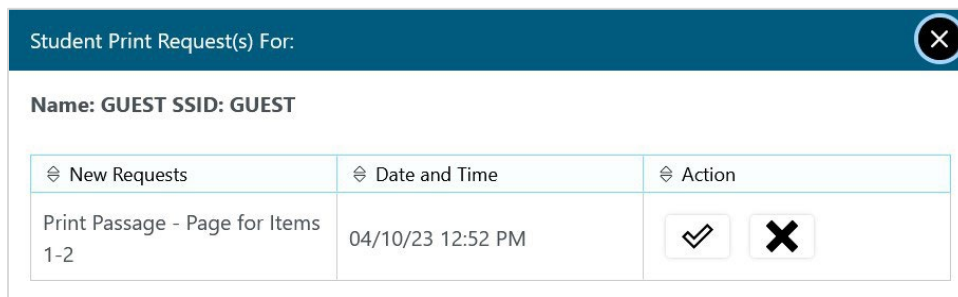 Student Print Request(s) For:
Name: GUEST SSID: GUEST
New Requests Date and Time Action
Print Passage - Page for Items
1-2
04/10/23 12:52 PM